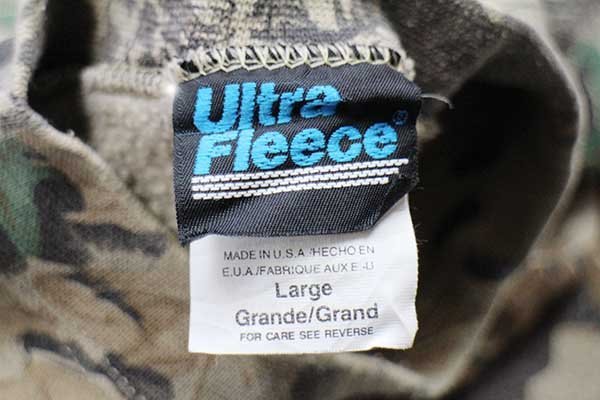 Ultra
Fleece®
MADE IN U.S.A./HECHO EN
E.U.A./FABRIQUE AUX E.-U
Large
Grande/Grand
FOR CARE SEE REVERSE